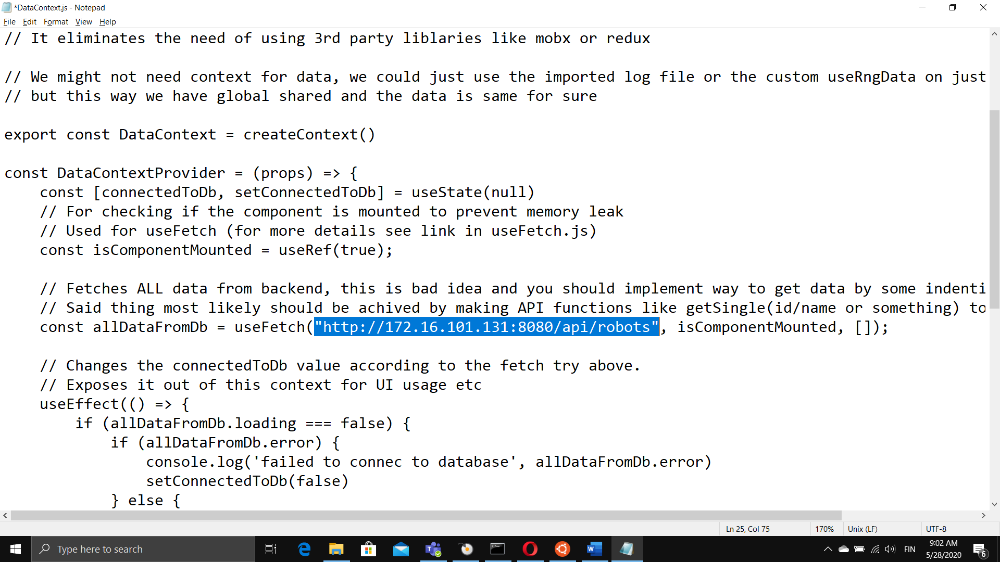 *DataContext.js - Notepad
File Edit Format View Help
// It eliminates the need of using 3rd party liblaries like mobx or redux
// We might not need context for data, we could just use the imported log file or the custom useRngData on just
// but this way we have global shared and the data is same for sure
export const DataContext = createContext()
const DataContextProvider = (props) => {
const [connectedToDb, setConnectedToDb] = useState(null)
// For checking if the component is mounted to prevent memory leak
// Used for useFetch (for more details see link in useFetch.js)
const isComponentMounted = useRef(true);
// Fetches ALL data from backend, this is bad idea and you should implement way to get data by some indenti
// Said thing most likely should be achived by making API functions like getSingle(id/name or something) to
const allDataFromDb = useFetch("http://172.16.101.131:8080/api/robots", isComponentMounted, []);
// Changes the connectedToDb value according to the fetch try above.
// Exposes it out of this context for UI usage etc
useEffect(() => {
if (allDataFromDb.loading === false) {
if (allDataFromDb.error) {
console.log('failed to connec to database', allDataFromDb.error)
setConnectedToDb(false)
} else {
Ln 25, Col 75 170% Unix (LF) UTF-8
Type here to search
FIN
9:02 AM
5/28/2020
6